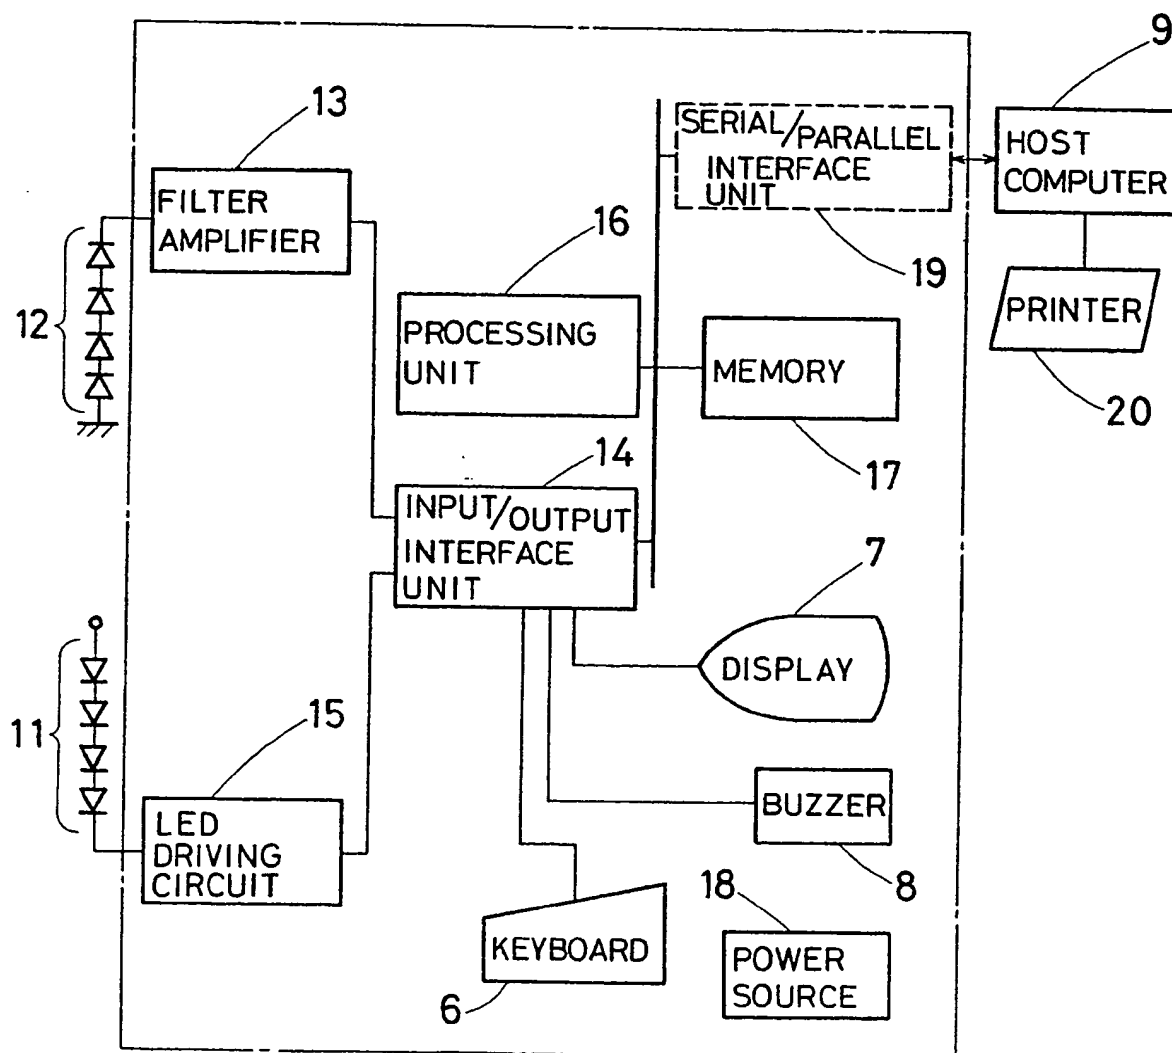 9
HOST
COMPUTER
13
FILTER
AMPLIFIER
SERIAL/PARALLEL
INTERFACE
UNIT
19
PRINTER
20
12
16
PROCESSING
UNIT
MEMORY
17
14
INPUT/OUTPUT
INTERFACE
UNIT
7
DISPLAY
11
15
LED
DRIVING
CIRCUIT
BUZZER
8
KEYBOARD
6
18
POWER
SOURCE